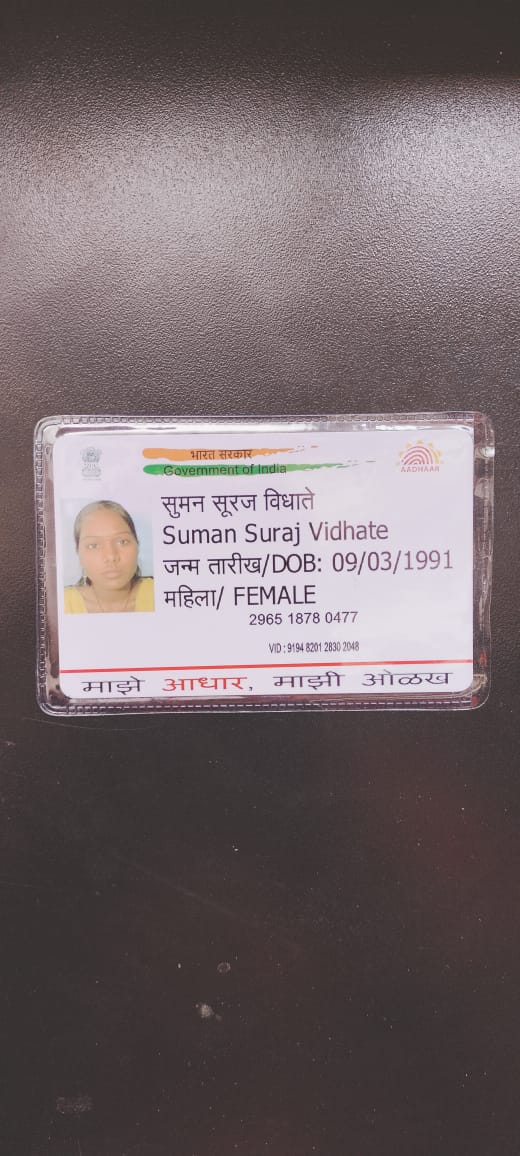 भारत सरकार
Government of India
AADHAAR
सुमन सूरज विधाते
Suman Suraj Vidhate
जन्म तारीख/DOB: 09/03/1991
महिला/ FEMALE
2965 1878 0477
VID : 9194 8201 2830 2048
माझे आधार, माझी ओळख